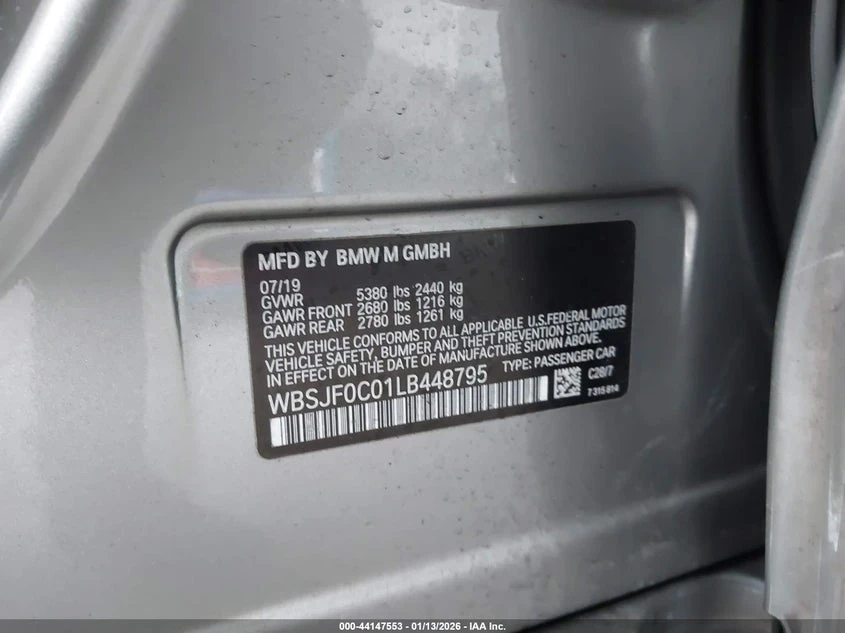 MFD BY BMW M GMBH
07/19
GVWR 5380 lbs 2440 kg
GAWR FRONT 2680 lbs 1216 kg
GAWR REAR 2780 lbs 1261 kg
THIS VEHICLE CONFORMS TO ALL APPLICABLE U.S.FEDERAL MOTOR
VEHICLE SAFETY, BUMPER AND THEFT PREVENTION STANDARDS
IN EFFECT ON THE DATE OF MANUFACTURE SHOWN ABOVE.
WBSJF0C01LB448795 TYPE: PASSENGER CAR
C28/7
7 315 814
000-44147553 - 01/13/2026 - IAA Inc.